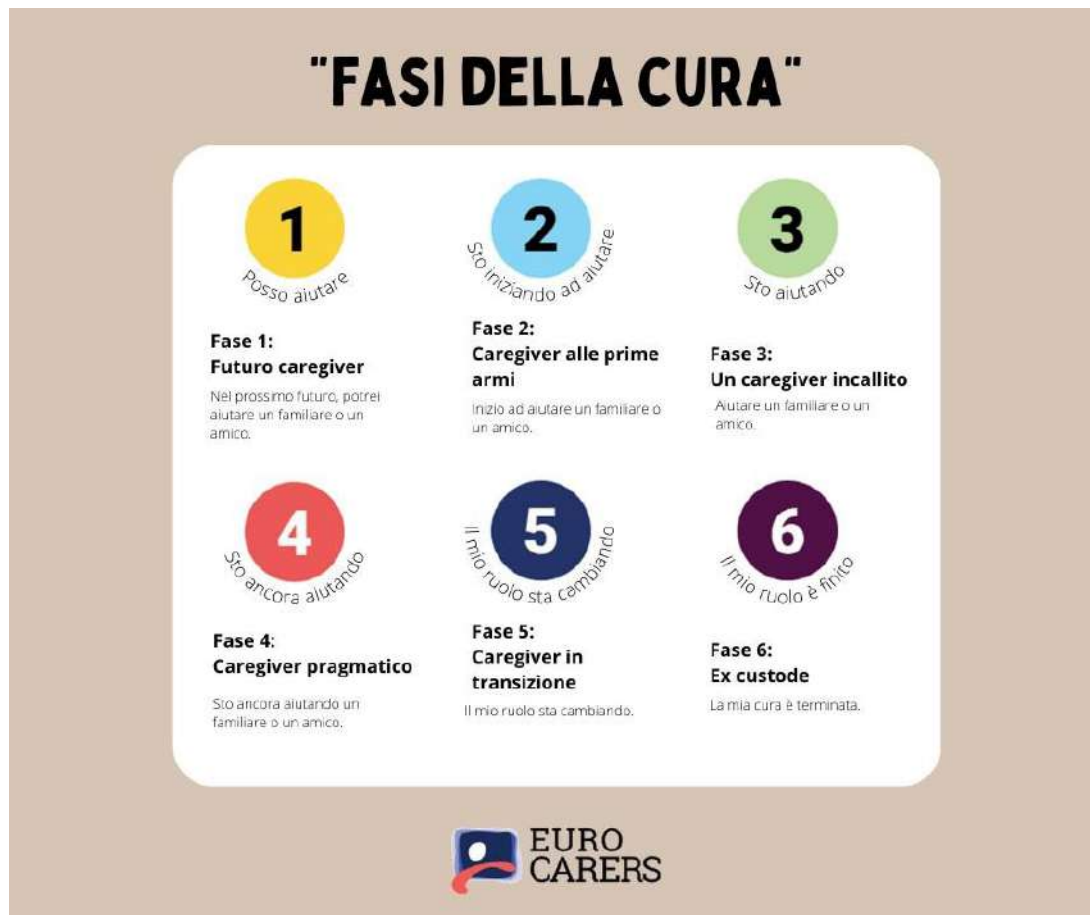 "FASI DELLA CURA"
1
Posso aiutare
Fase 1:
Futuro caregiver
Nel prossimo futuro, potrei
aiutare un familiare o un
amico.
2
Sto iniziando ad aiutare
Fase 2:
Caregiver alle prime
armi
Inizio ad aiutare un familiare o
un amico.
3
Sto aiutando
Fase 3:
Un caregiver incallito
Aiutare un familiare o un
amico.
4
Sto ancora aiutando
Fase 4:
Caregiver pragmatico
Sto ancora aiutando un
familiare o un amico.
5
Il mio ruolo sta cambiando
Fase 5:
Caregiver in
transizione
Il mio ruolo sta cambiando.
6
Il mio ruolo è finito
Fase 6:
Ex custode
La mia cura è terminata.
EURO
CARERS